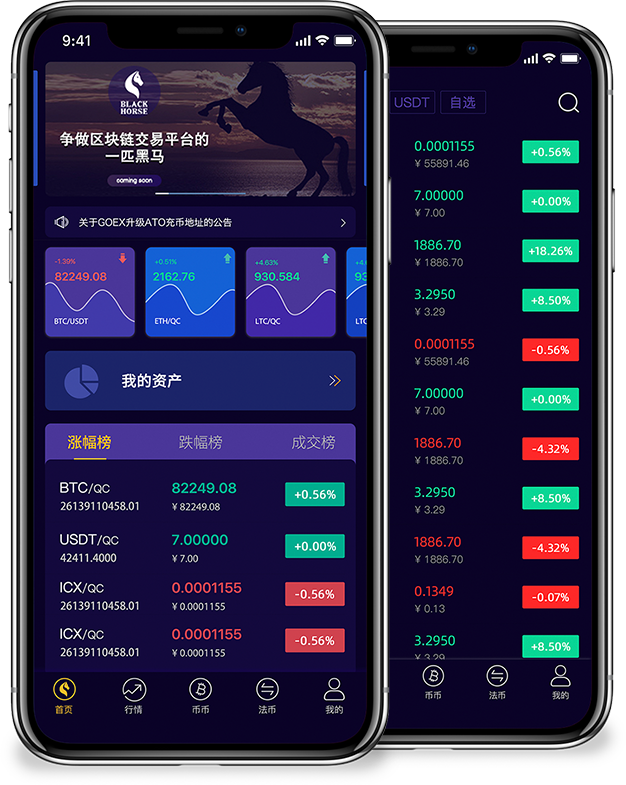 9:41
BLACK
HORSE
争做区块链交易平台的
一匹黑马
coming soon
关于GOEX升级ATO充币地址的公告
-1.39%
82249.08
BTC/USDT
+0.51%
2162.76
ETH/QC
+4.63%
930.584
LTC/QC
我的资产
涨幅榜 跌幅榜 成交榜
BTC/QC 82249.08 +0.56%
26139110458.01 ¥ 82249.08
USDT/QC 7.00000 +0.00%
42411.4000 ¥ 7.00
ICX/QC 0.0001155 -0.56%
26139110458.01 ¥ 0.0001155
ICX/QC 0.0001155 -0.56%
26139110458.01 ¥ 0.0001155
首页 行情 币币 法币 我的
USDT 自选
0.0001155 +0.56%
¥ 55891.46
7.00000 +0.00%
¥ 7.00
1886.70 +18.26%
¥ 1886.70
3.2950 +8.50%
¥ 3.29
0.0001155 -0.56%
¥ 55891.46
7.00000 +0.00%
¥ 7.00
1886.70 -4.32%
¥ 1886.70
3.2950 +8.50%
¥ 3.29
1886.70 -4.32%
¥ 1886.70
0.1349 -0.07%
¥ 0.13
3.2950 +8.50%
¥ 3.29
币币 法币 我的